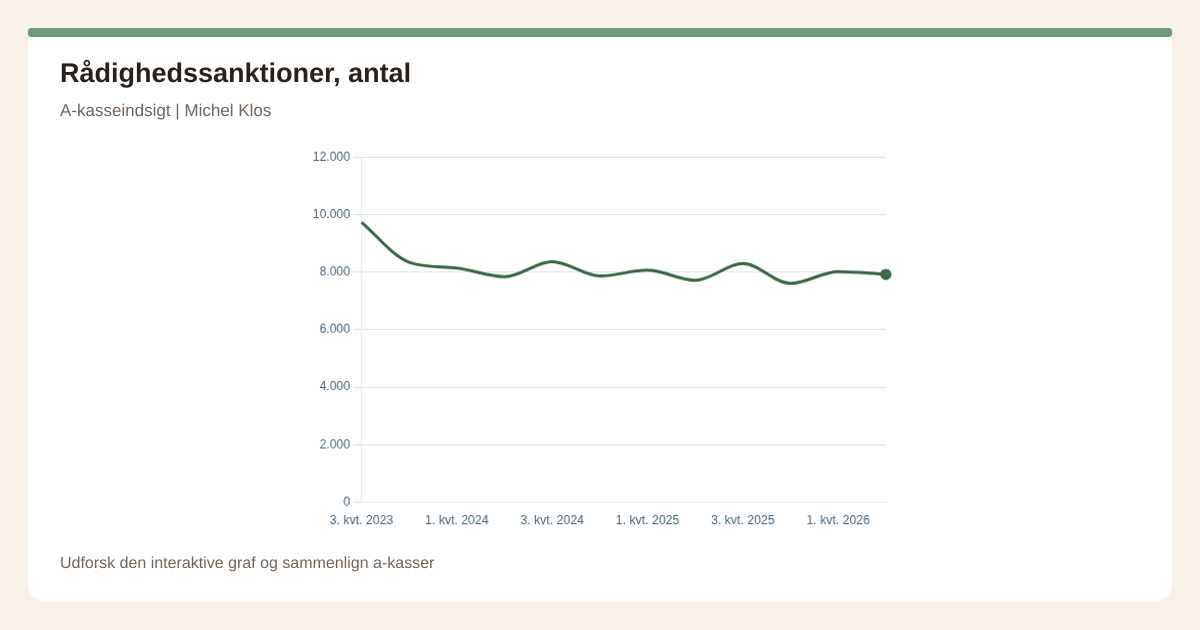 Rådighedssanktioner, antal
A-kasseindsigt | Michel Klos
12.000
10.000
8.000
6.000
4.000
2.000
0
3. kvt. 2023 1. kvt. 2024 3. kvt. 2024 1. kvt. 2025 3. kvt. 2025 1. kvt. 2026
Udforsk den interaktive graf og sammenlign a-kasser